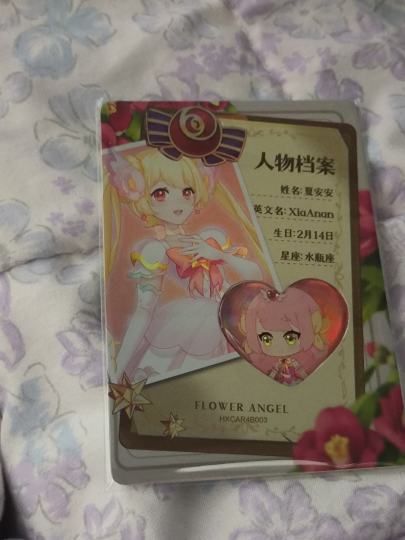 人物档案
姓名:夏安安
英文名:XiaAnan
生日:2月14日
星座:水瓶座
FLOWER ANGEL
HXCAR4B003